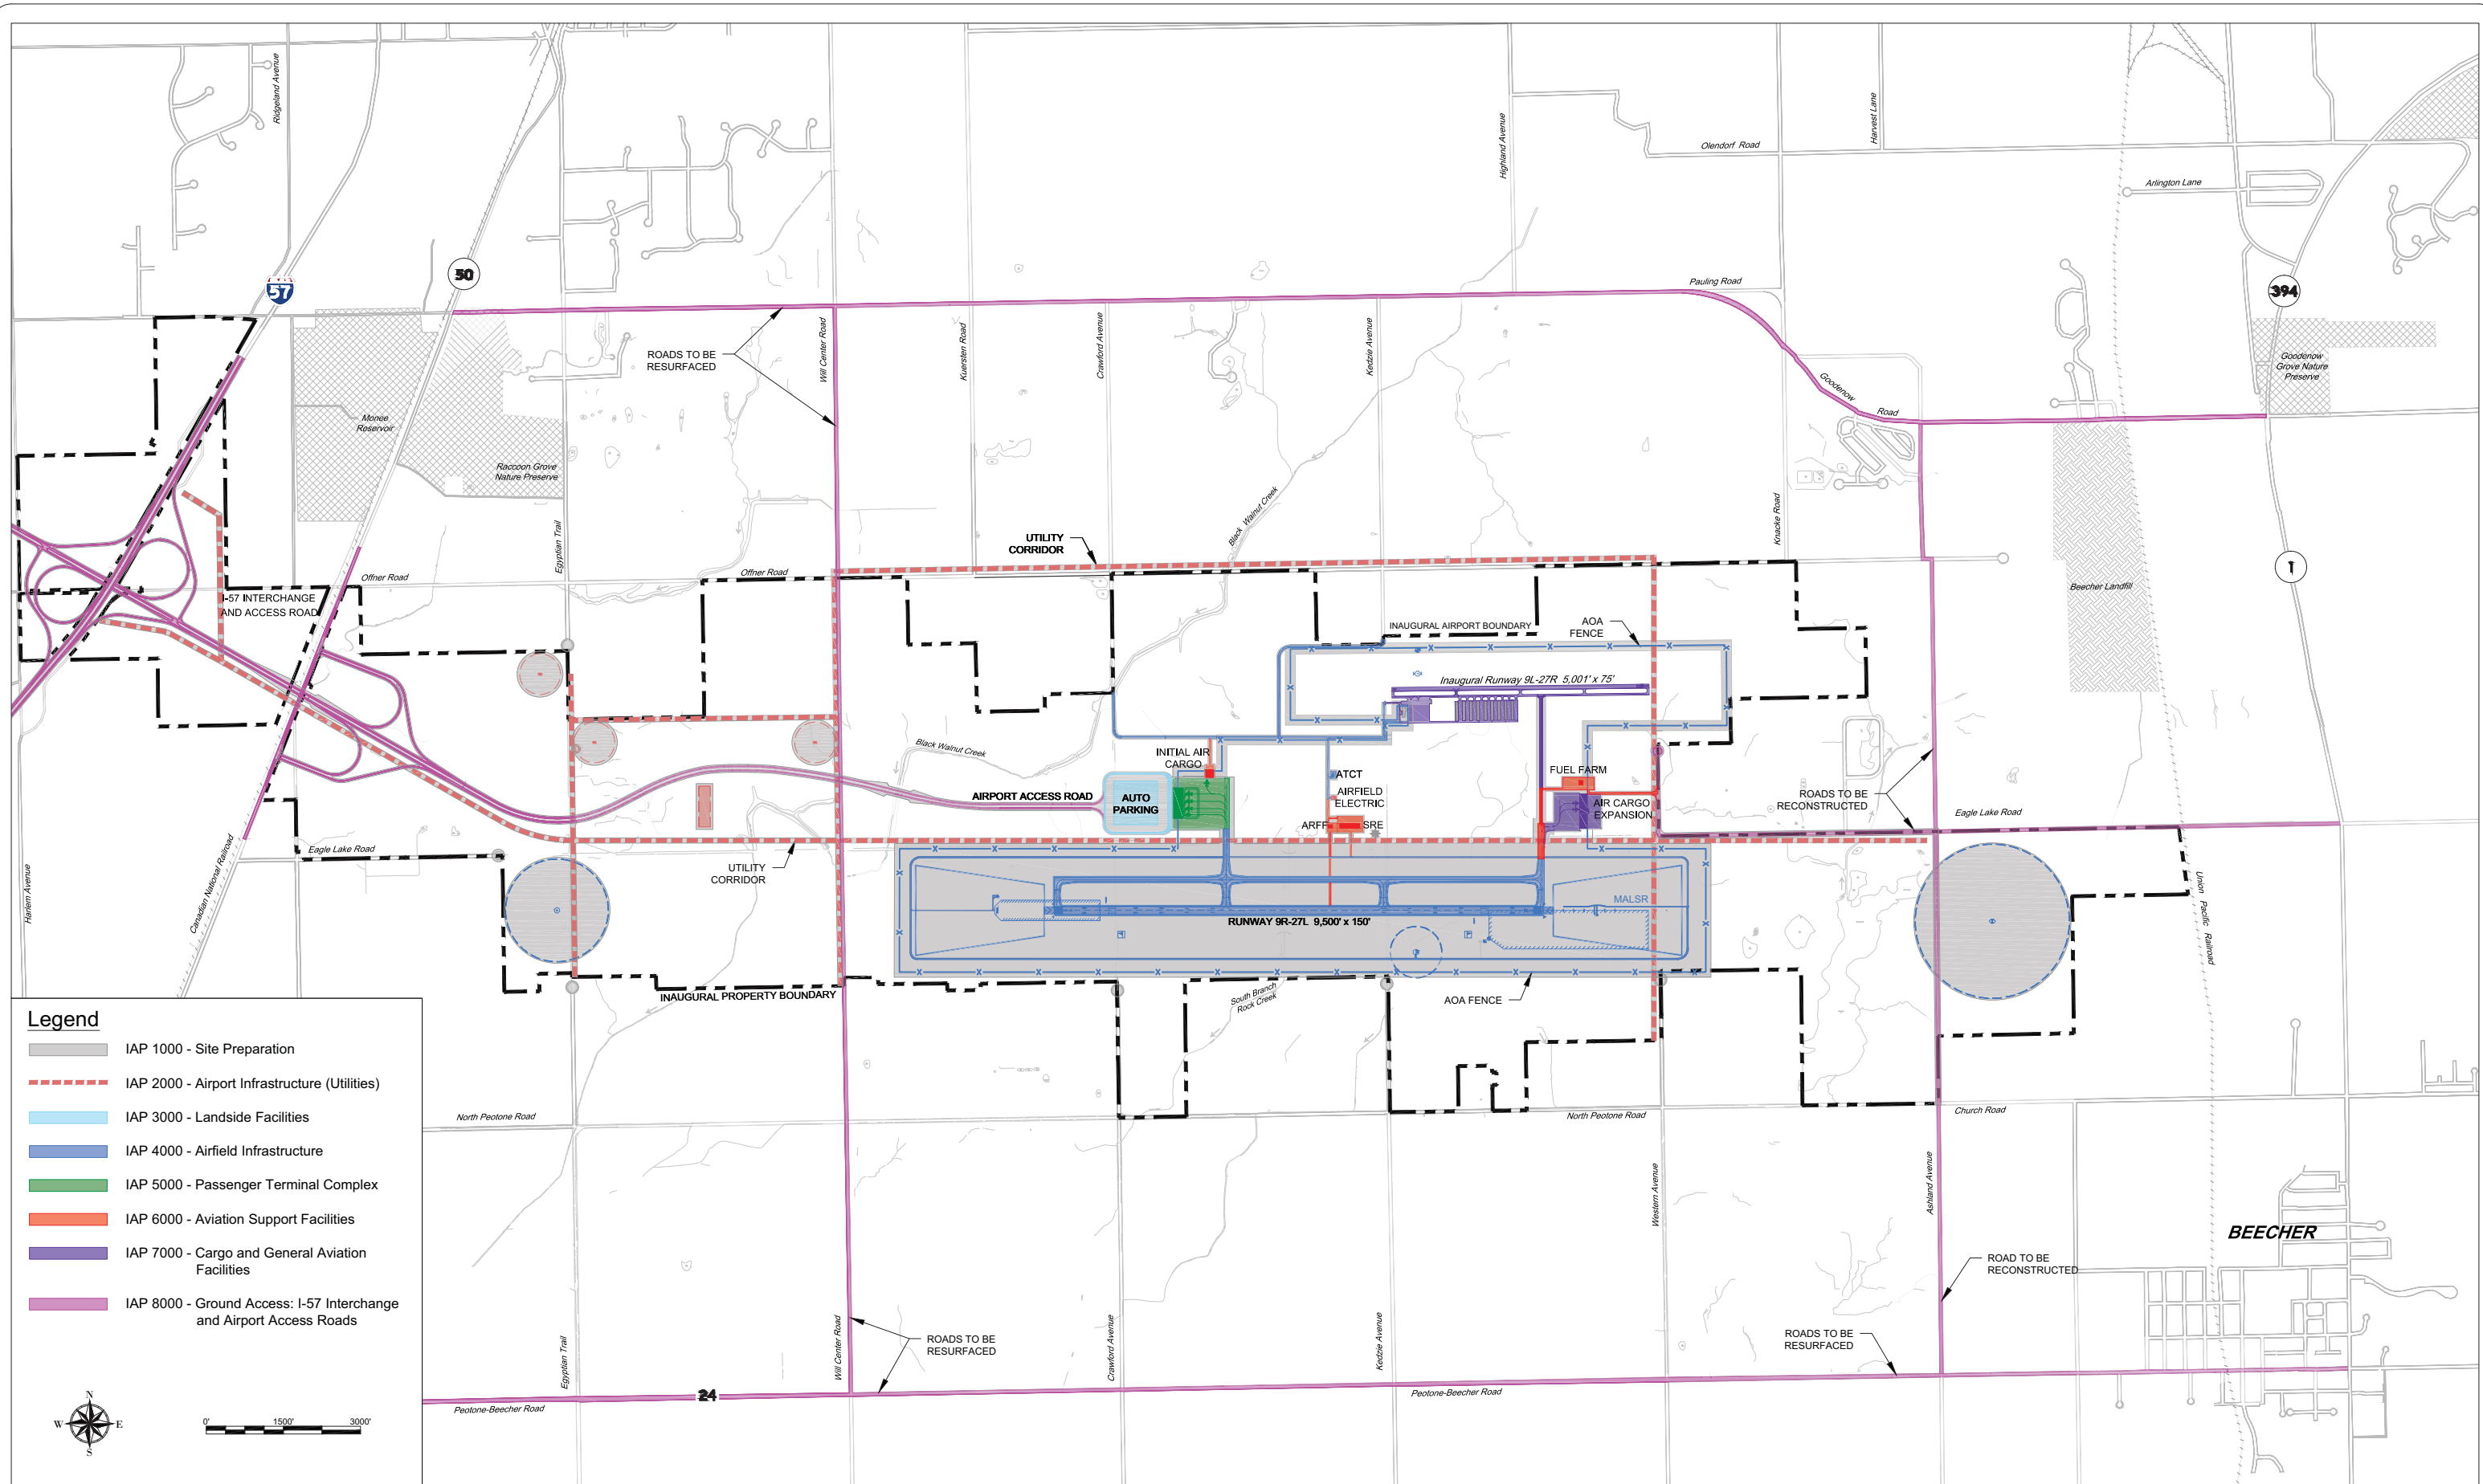 Ridgeland Avenue
57
50
Highland Avenue
Olendorf Road
Harvest Lane
Arlington Lane
Pauling Road
394
ROADS TO BE
RESURFACED
Will Center Road
Kuersten Road
Crawford Avenue
Kedzie Avenue
Goodenow
Road
Goodenow
Grove Nature
Preserve
Monee
Reservoir
Raccoon Grove
Nature Preserve
Egyptian Trail
Black Walnut Creek
Knacke Road
UTILITY
CORRIDOR
Offner Road
Offner Road
1
Beecher Landfill
I-57 INTERCHANGE
AND ACCESS ROAD
INAUGURAL AIRPORT BOUNDARY
AOA
FENCE
Inaugural Runway 9L-27R 5,001' x 75'
Black Walnut Creek
INITIAL AIR
CARGO
ATCT
FUEL FARM
AIRPORT ACCESS ROAD
AUTO
PARKING
AIRFIELD
ELECTRIC
AIR CARGO
EXPANSION
ROADS TO BE
RECONSTRUCTED
Eagle Lake Road
ARFF
SRE
Eagle Lake Road
UTILITY
CORRIDOR
Harlem Avenue
Canadian National Railroad
MALSR
RUNWAY 9R-27L 9,500' x 150'
Union Pacific Railroad
INAUGURAL PROPERTY BOUNDARY
South Branch
Rock Creek
AOA FENCE
Legend
IAP 1000 - Site Preparation
IAP 2000 - Airport Infrastructure (Utilities)
IAP 3000 - Landside Facilities
IAP 4000 - Airfield Infrastructure
IAP 5000 - Passenger Terminal Complex
IAP 6000 - Aviation Support Facilities
IAP 7000 - Cargo and General Aviation
Facilities
IAP 8000 - Ground Access: I-57 Interchange
and Airport Access Roads
North Peotone Road
North Peotone Road
Church Road
Western Avenue
Ashland Avenue
BEECHER
ROAD TO BE
RECONSTRUCTED
Egyptian Trail
Will Center Road
ROADS TO BE
RESURFACED
Crawford Avenue
Kedzie Avenue
ROADS TO BE
RESURFACED
24
Peotone-Beecher Road
Peotone-Beecher Road
N
W
E
S
0'
1500'
3000'